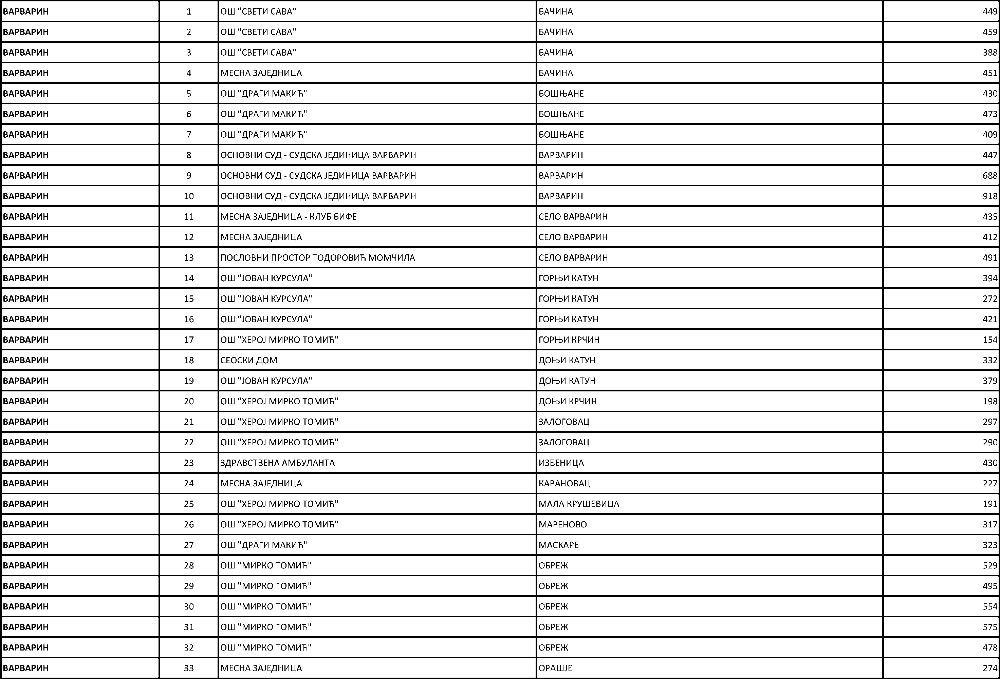 ВАРВАРИН 1 ОШ "СВЕТИ САВА" БАЧИНА 449
ВАРВАРИН 2 ОШ "СВЕТИ САВА" БАЧИНА 459
ВАРВАРИН 3 ОШ "СВЕТИ САВА" БАЧИНА 388
ВАРВАРИН 4 МЕСНА ЗАЈЕДНИЦА БАЧИНА 451
ВАРВАРИН 5 ОШ "ДРАГИ МАКИЋ" БОШЊАНЕ 430
ВАРВАРИН 6 ОШ "ДРАГИ МАКИЋ" БОШЊАНЕ 473
ВАРВАРИН 7 ОШ "ДРАГИ МАКИЋ" БОШЊАНЕ 409
ВАРВАРИН 8 ОСНОВНИ СУД - СУДСКА ЈЕДИНИЦА ВАРВАРИН ВАРВАРИН 447
ВАРВАРИН 9 ОСНОВНИ СУД - СУДСКА ЈЕДИНИЦА ВАРВАРИН ВАРВАРИН 688
ВАРВАРИН 10 ОСНОВНИ СУД - СУДСКА ЈЕДИНИЦА ВАРВАРИН ВАРВАРИН 918
ВАРВАРИН 11 МЕСНА ЗАЈЕДНИЦА - КЛУБ БИФЕ СЕЛО ВАРВАРИН 435
ВАРВАРИН 12 МЕСНА ЗАЈЕДНИЦА СЕЛО ВАРВАРИН 412
ВАРВАРИН 13 ПОСЛОВНИ ПРОСТОР ТОДОРОВИЋ МОМЧИЛА СЕЛО ВАРВАРИН 491
ВАРВАРИН 14 ОШ "ЈОВАН КУРСУЛА" ГОРЊИ КАТУН 394
ВАРВАРИН 15 ОШ "ЈОВАН КУРСУЛА" ГОРЊИ КАТУН 272
ВАРВАРИН 16 ОШ "ЈОВАН КУРСУЛА" ГОРЊИ КАТУН 421
ВАРВАРИН 17 ОШ "ХЕРОЈ МИРКО ТОМИЋ" ГОРЊИ КРЧИН 154
ВАРВАРИН 18 СЕОСКИ ДОМ ДОЊИ КАТУН 332
ВАРВАРИН 19 ОШ "ЈОВАН КУРСУЛА" ДОЊИ КАТУН 379
ВАРВАРИН 20 ОШ "ХЕРОЈ МИРКО ТОМИЋ" ДОЊИ КРЧИН 198
ВАРВАРИН 21 ОШ "ХЕРОЈ МИРКО ТОМИЋ" ЗАЛОГОВАЦ 297
ВАРВАРИН 22 ОШ "ХЕРОЈ МИРКО ТОМИЋ" ЗАЛОГОВАЦ 290
ВАРВАРИН 23 ЗДРАВСТВЕНА АМБУЛАНТА ИЗБЕНИЦА 430
ВАРВАРИН 24 МЕСНА ЗАЈЕДНИЦА КАРАНОВАЦ 227
ВАРВАРИН 25 ОШ "ХЕРОЈ МИРКО ТОМИЋ" МАЛА КРУШЕВИЦА 191
ВАРВАРИН 26 ОШ "ХЕРОЈ МИРКО ТОМИЋ" МАРЕНОВО 317
ВАРВАРИН 27 ОШ "ДРАГИ МАКИЋ" МАСКАРЕ 323
ВАРВАРИН 28 ОШ "МИРКО ТОМИЋ" ОБРЕЖ 529
ВАРВАРИН 29 ОШ "МИРКО ТОМИЋ" ОБРЕЖ 495
ВАРВАРИН 30 ОШ "МИРКО ТОМИЋ" ОБРЕЖ 554
ВАРВАРИН 31 ОШ "МИРКО ТОМИЋ" ОБРЕЖ 575
ВАРВАРИН 32 ОШ "МИРКО ТОМИЋ" ОБРЕЖ 478
ВАРВАРИН 33 МЕСНА ЗАЈЕДНИЦА ОРАШЈЕ 274